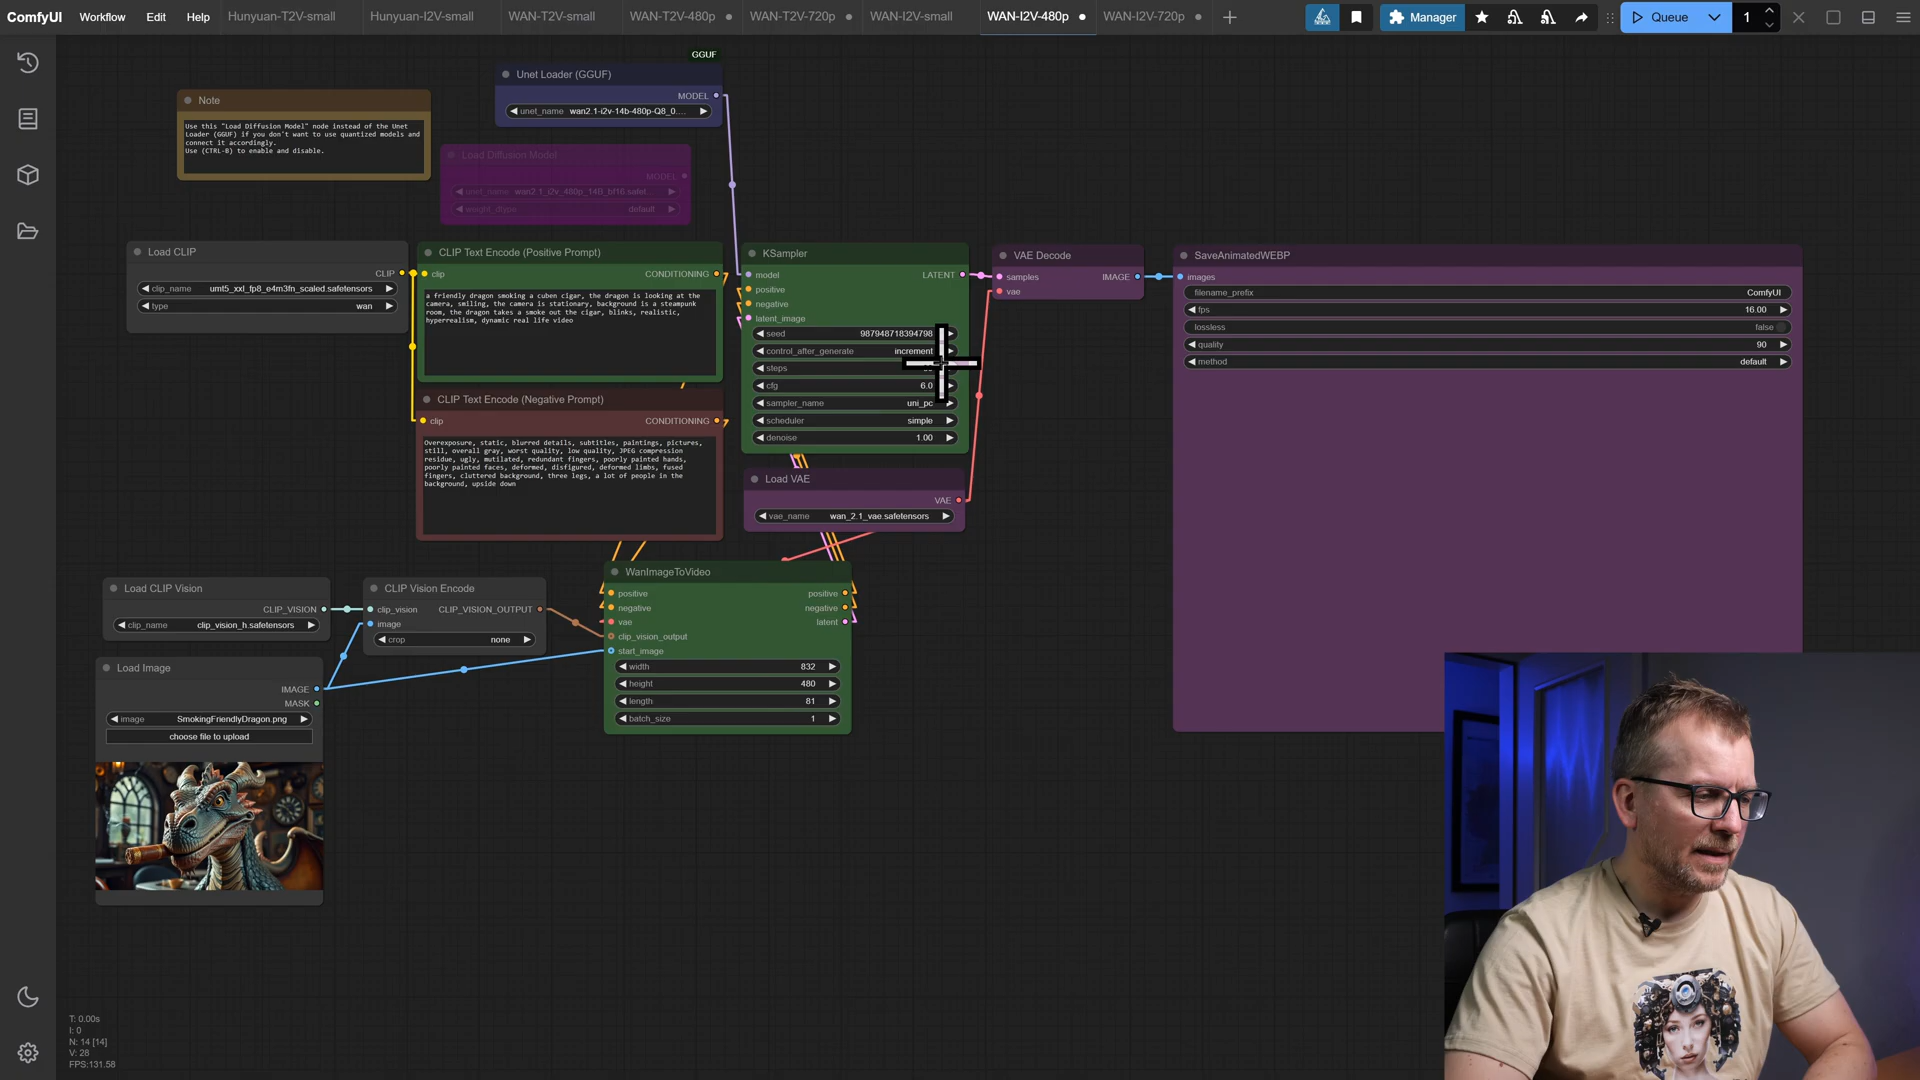 ComfyUI
Workflow
Edit
Help
Hunyuan-T2V-small
Hunyuan-I2V-small
WAN-T2V-small
WAN-T2V-480p
WAN-T2V-720p
WAN-I2V-small
WAN-I2V-480p
WAN-I2V-720p
Manager
Queue
1
GGUF
Unet Loader (GGUF)
MODEL
unet_name wan2.1-i2v-14b-480p-Q8_0....
Note
Use this "Load Diffusion Model" node instead of the Unet
Loader (GGUF) if you don't want to use quantized models and
connect it accordingly.
Use (CTRL-B) to enable and disable.
Load Diffusion Model
MODEL
unet_name wan2.1_i2v_480p_14B_bf16.safet...
weight_dtype default
Load CLIP
CLIP
clip_name umt5_xxl_fp8_e4m3fn_scaled.safetensors
type wan
CLIP Text Encode (Positive Prompt)
clip CONDITIONING
a friendly dragon smoking a cuben cigar, the dragon is looking at the
camera, smiling, the camera is stationary, background is a steampunk
room, the dragon takes a smoke out the cigar, blinks, realistic,
hyperrealism, dynamic real life video
CLIP Text Encode (Negative Prompt)
clip CONDITIONING
Overexposure, static, blurred details, subtitles, paintings, pictures,
still, overall gray, worst quality, low quality, JPEG compression
residue, ugly, mutilated, redundant fingers, poorly painted hands,
poorly painted faces, deformed, disfigured, deformed limbs, fused
fingers, cluttered background, three legs, a lot of people in the
background, upside down
KSampler
model LATENT
positive
negative
latent_image
seed 987948718394798
control_after_generate increment
steps
cfg 6.0
sampler_name uni_pc
scheduler simple
denoise 1.00
Load VAE
VAE
vae_name wan_2.1_vae.safetensors
VAE Decode
samples IMAGE
vae
SaveAnimatedWEBP
images
filename_prefix ComfyUI
fps 16.00
lossless false
quality 90
method default
Load CLIP Vision
CLIP_VISION
clip_name clip_vision_h.safetensors
CLIP Vision Encode
clip_vision CLIP_VISION_OUTPUT
image
crop none
Load Image
IMAGE
MASK
image SmokingFriendlyDragon.png
choose file to upload
WanImageToVideo
positive positive
negative negative
vae latent
clip_vision_output
start_image
width 832
height 480
length 81
batch_size 1
T: 0.00s
I: 0
N: 14 [14]
V: 28
FPS:131.58